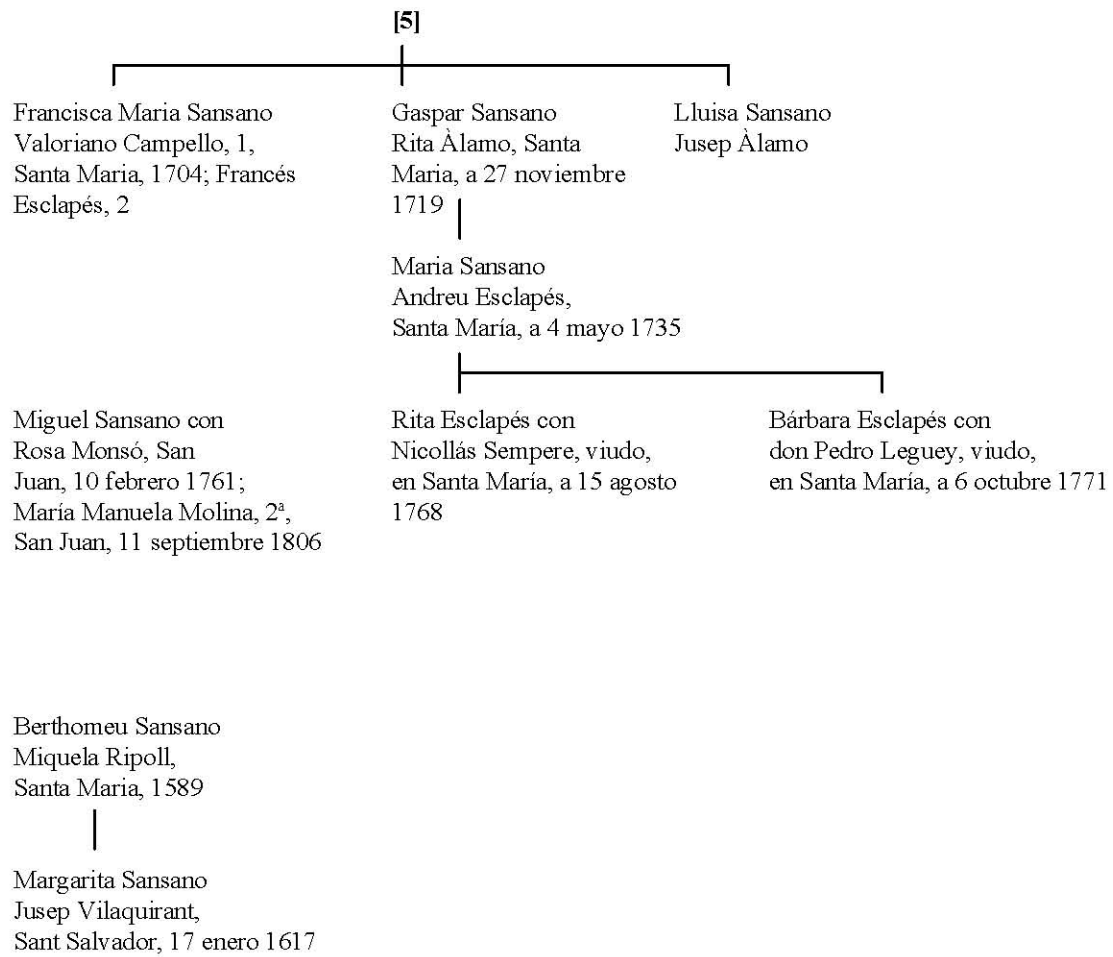 [5]
Francisca Maria Sansano
Valoriano Campello, 1,
Santa Maria, 1704; Francés
Esclapés, 2
Gaspar Sansano
Rita Àlamo, Santa
Maria, a 27 noviembre
1719
Lluisa Sansano
Jusep Àlamo
Maria Sansano
Andreu Esclapés,
Santa María, a 4 mayo 1735
Miguel Sansano con
Rosa Monsó, San
Juan, 10 febrero 1761;
María Manuela Molina, 2ª,
San Juan, 11 septiembre 1806
Rita Esclapés con
Nicollás Sempere, viudo,
en Santa María, a 15 agosto
1768
Bárbara Esclapés con
don Pedro Leguey, viudo,
en Santa María, a 6 octubre 1771
Berthomeu Sansano
Miquela Ripoll,
Santa Maria, 1589
Margarita Sansano
Jusep Vilaquirant,
Sant Salvador, 17 enero 1617